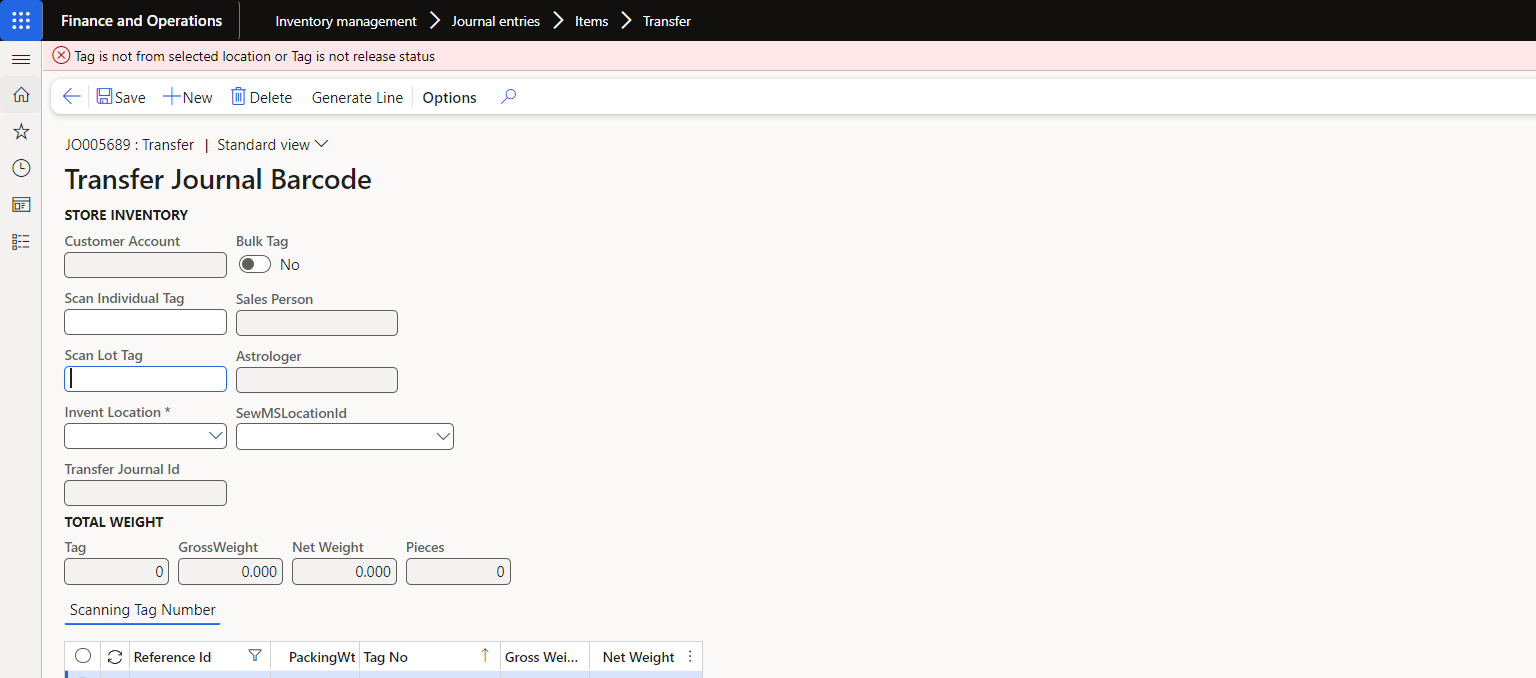 Finance and Operations
Inventory management
Journal entries
Items
Transfer
Tag is not from selected location or Tag is not release status
Save
New
Delete
Generate Line
Options
JO005689 : Transfer | Standard view
Transfer Journal Barcode
STORE INVENTORY
Customer Account
Bulk Tag
No
Scan Individual Tag
Sales Person
Scan Lot Tag
Astrologer
Invent Location *
SewMSLocationId
Transfer Journal Id
TOTAL WEIGHT
Tag
GrossWeight
Net Weight
Pieces
0
0.000
0.000
0
Scanning Tag Number
Reference Id
PackingWt
Tag No
Gross Wei...
Net Weight